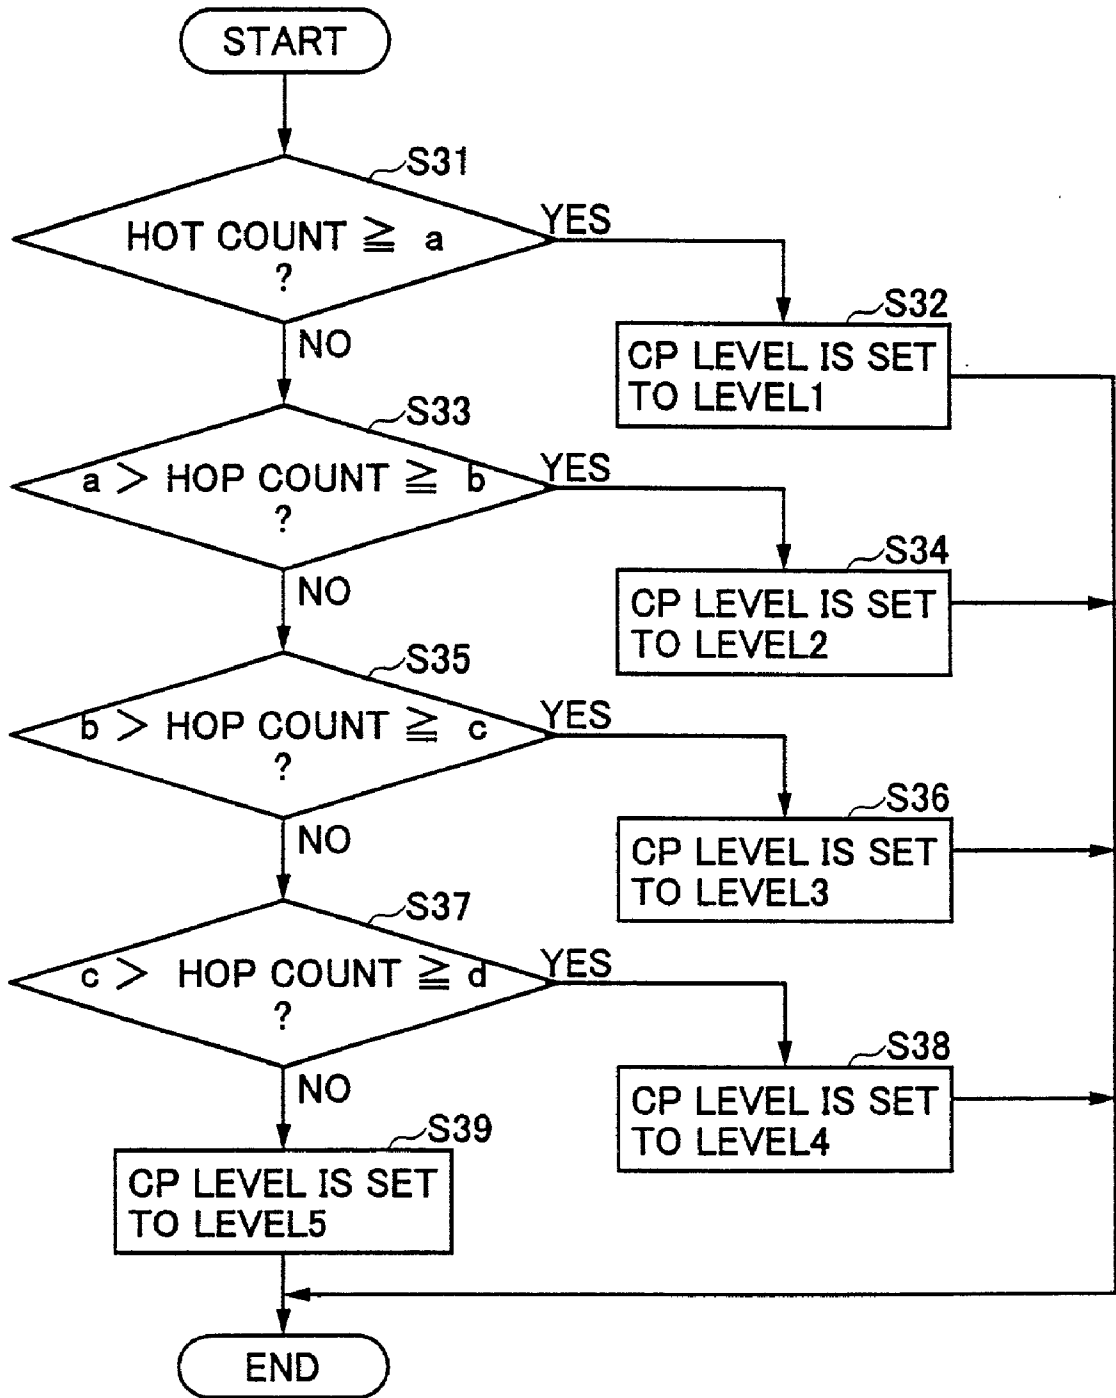 START
S31
HOT COUNT ≧ a
?
YES
NO
S32
CP LEVEL IS SET
TO LEVEL1
S33
a > HOP COUNT ≧ b
?
YES
NO
S34
CP LEVEL IS SET
TO LEVEL2
S35
b > HOP COUNT ≧ c
?
YES
NO
S36
CP LEVEL IS SET
TO LEVEL3
S37
c > HOP COUNT ≧ d
?
YES
NO
S38
CP LEVEL IS SET
TO LEVEL4
S39
CP LEVEL IS SET
TO LEVEL5
END